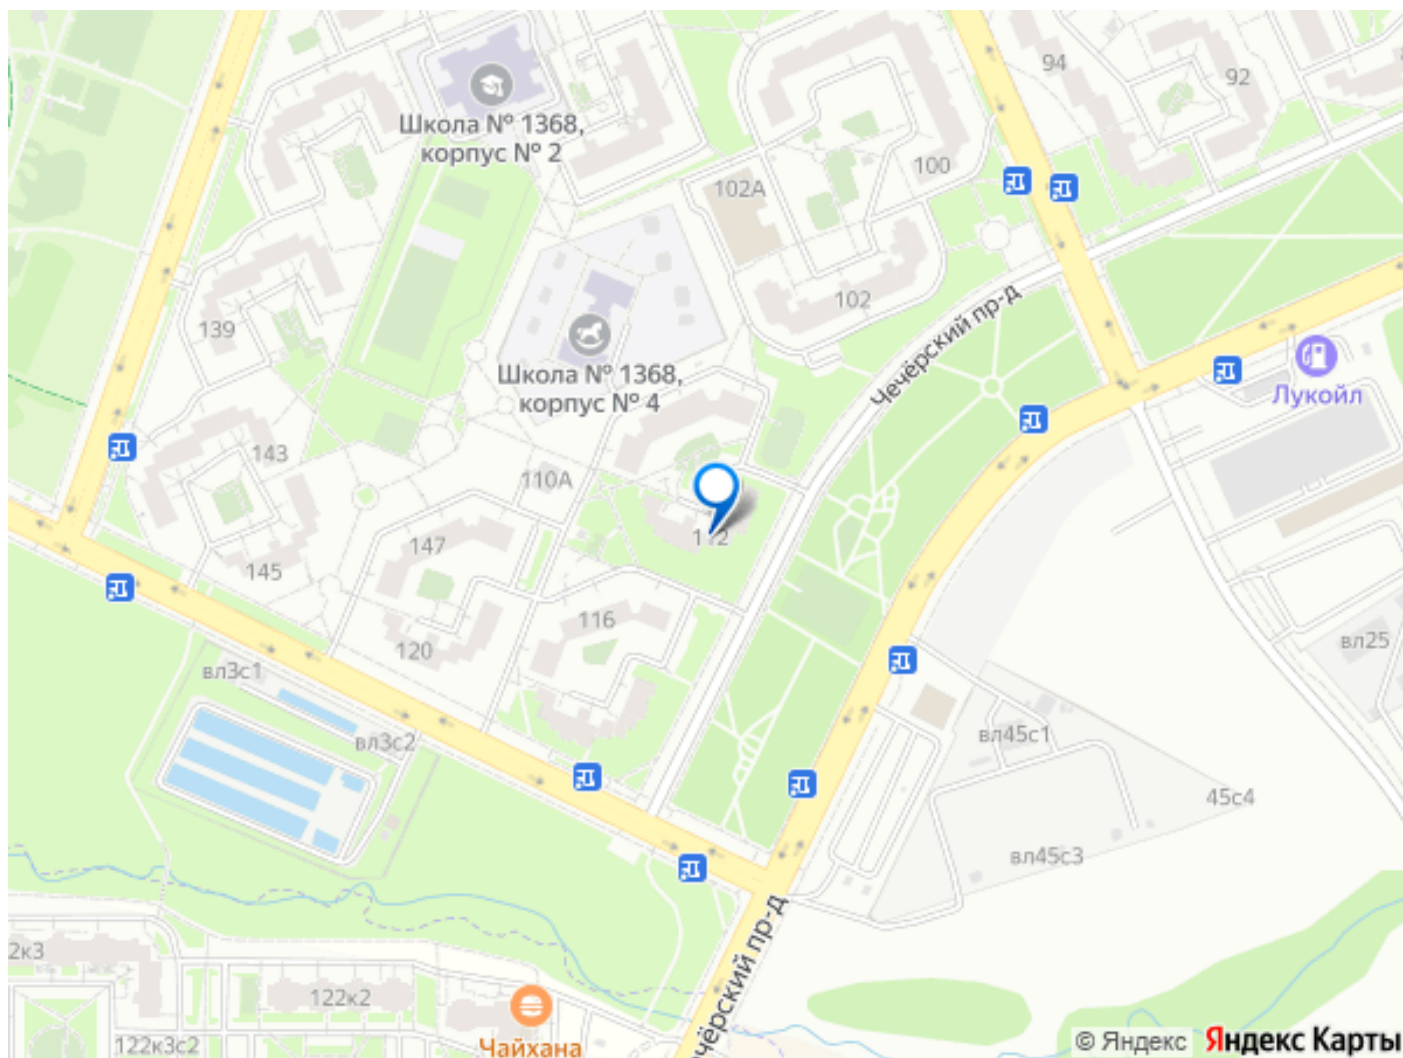 94
92
Школа № 1368,
корпус № 2
100
102А
102
139
Чечёрский пр-д
Лукойл
Школа № 1368,
корпус № 4
143
110А
112
147
145
116
120
вл25
вл3с1
вл3с2
вл45с1
45с4
вл45с3
Чечёрский пр-д
2к3
122к2
122к3с2
Чайхана
© Яндекс Яндекс Карты